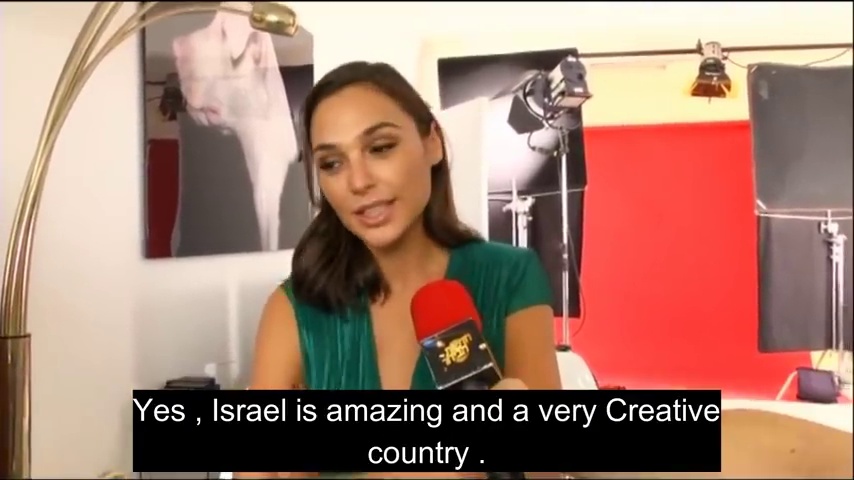 Yes , Israel is amazing and a very Creative
country .